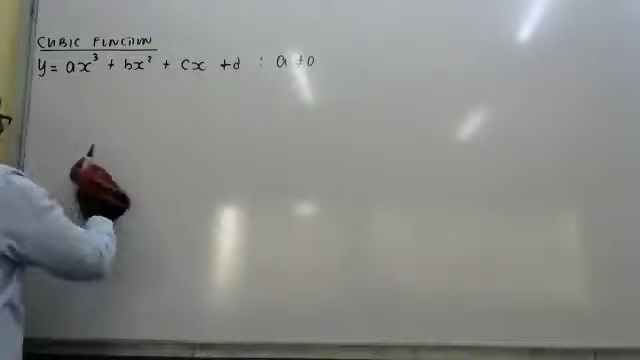 CUBIC FUNCTION
y = ax³ + bx² + cx + d : a ≠ 0